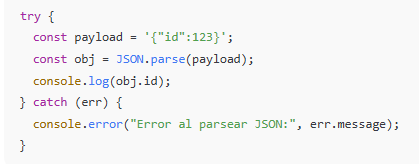 try {
  const payload = '{"id":123}';
  const obj = JSON.parse(payload);
  console.log(obj.id);
} catch (err) {
  console.error("Error al parsear JSON:", err.message);
}